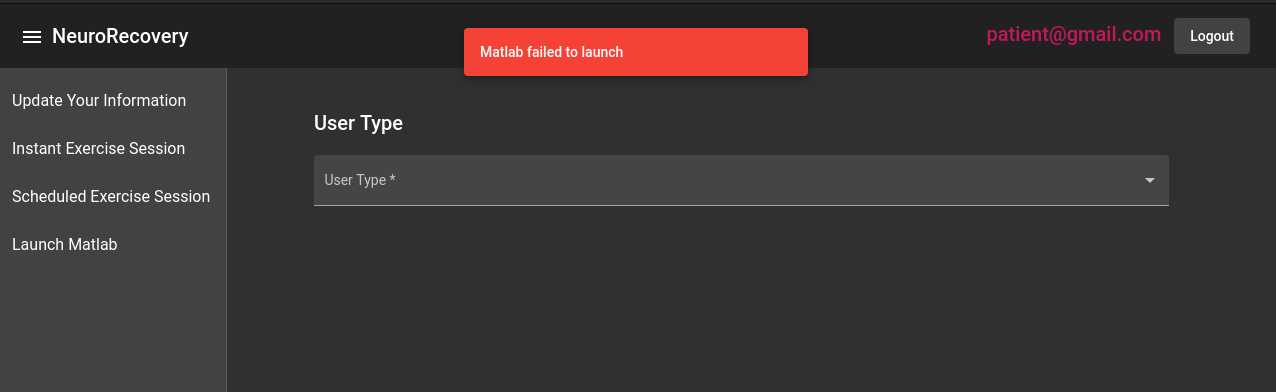 NeuroRecovery
Matlab failed to launch
patient@gmail.com
Logout
Update Your Information
Instant Exercise Session
Scheduled Exercise Session
Launch Matlab
User Type
User Type *